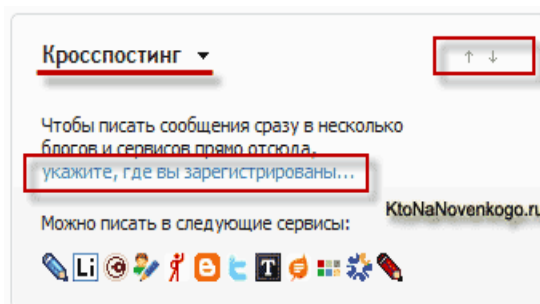 Кросспостинг
Чтобы писать сообщения сразу в несколько
блогов и сервисов прямо отсюда,
укажите, где вы зарегистрированы...
KtoNaNovenkogo.ru
Можно писать в следующие сервисы:
Li B t T